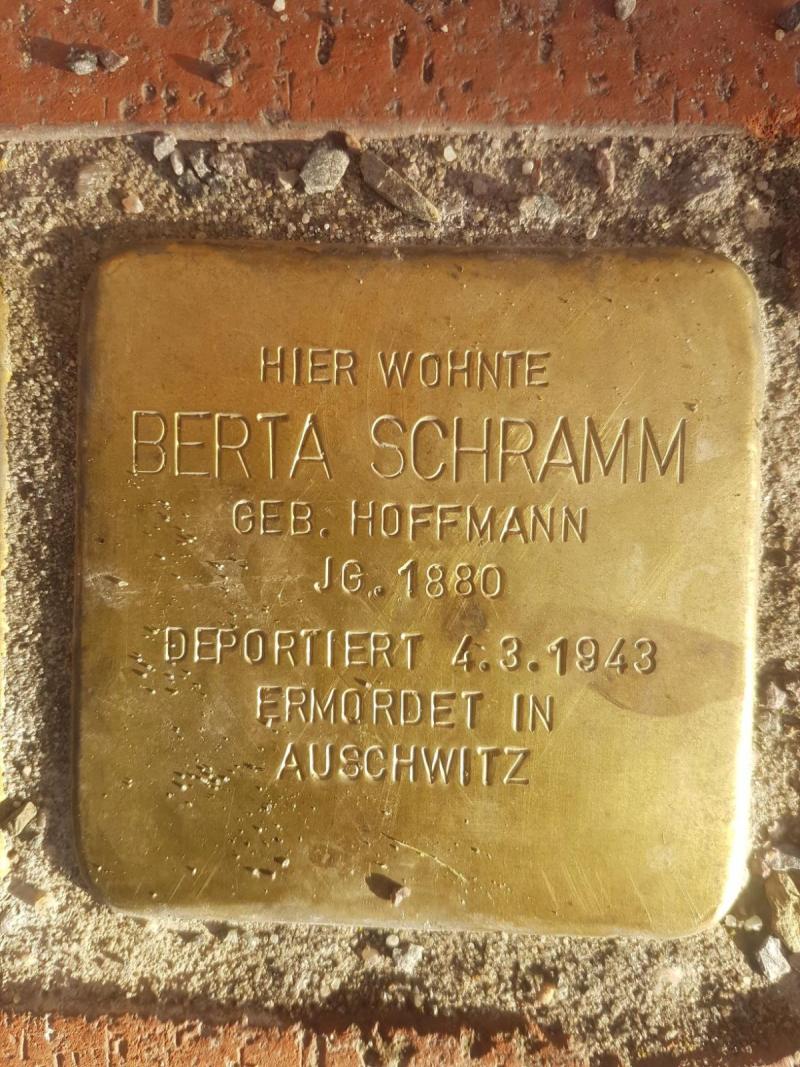 HIER WOHNTE
BERTA SCHRAMM
GEB. HOFFMANN
JG. 1880
DEPORTIERT 4.3.1943
ERMORDET IN
AUSCHWITZ